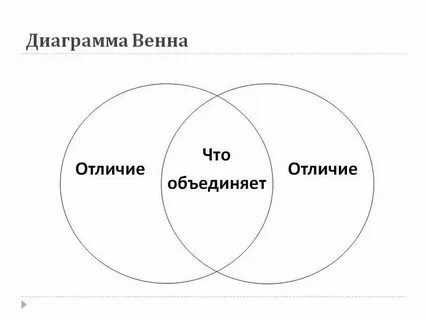 Диаграмма Венна
Отличие
Что
объединяет
Отличие